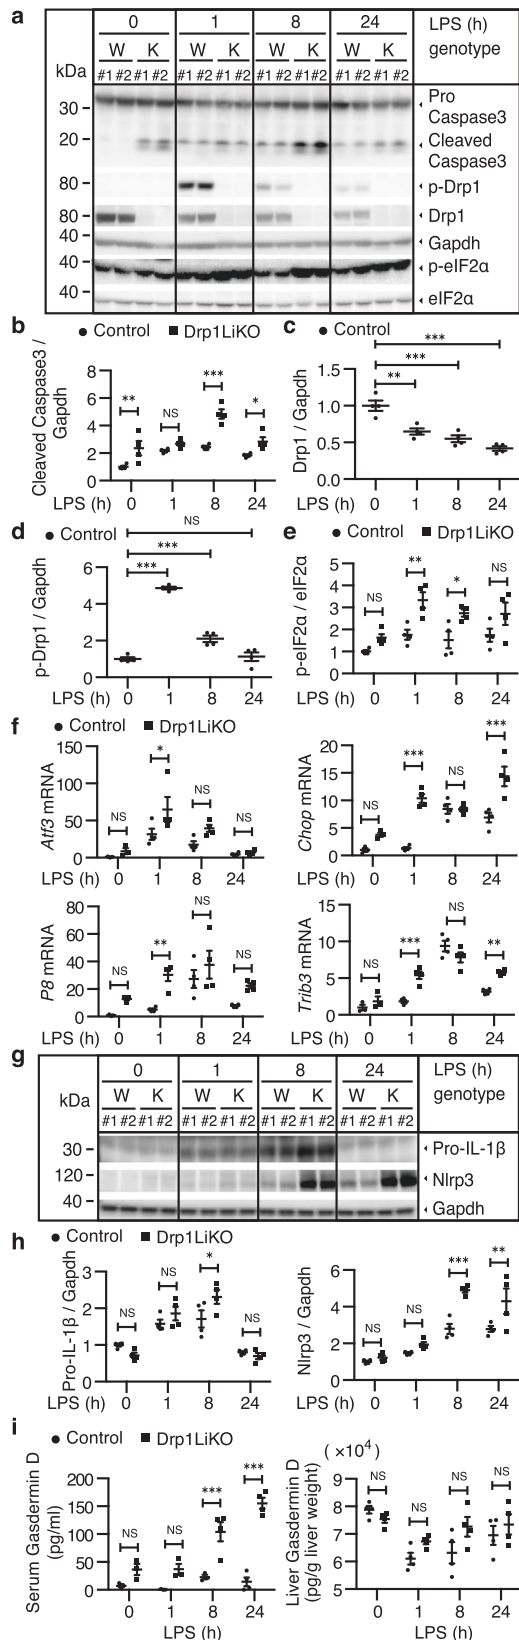 a
0 1 8 24 LPS (h)
W K W K W K W K genotype
kDa #1 #2 #1 #2 #1 #2 #1 #2 #1 #2 #1 #2 #1 #2 #1 #2
30 Pro Caspase3
20 Cleaved Caspase3
80 p-Drp1
80 Drp1
40 Gapdh
40 p-eIF2α
40 eIF2α
b
● Control ■ Drp1LiKO
Cleaved Caspase3 / Gapdh
8
6
4
2
0
** NS *** *
LPS (h) 0 1 8 24
c
● Control
Drp1 / Gapdh
1.5
1.0
0.5
0.0
***
***
**
LPS (h) 0 1 8 24
d
● Control
p-Drp1 / Gapdh
6
4
2
0
NS
***
***
LPS (h) 0 1 8 24
e
● Control ■ Drp1LiKO
p-eIF2α / eIF2α
5
4
3
2
1
0
NS ** * NS
LPS (h) 0 1 8 24
f
● Control ■ Drp1LiKO
Atf3 mRNA
150
100
50
0
NS * NS NS
LPS (h) 0 1 8 24
Chop mRNA
20
15
10
5
0
NS *** NS ***
LPS (h) 0 1 8 24
P8 mRNA
80
60
40
20
0
NS ** NS NS
LPS (h) 0 1 8 24
Trib3 mRNA
15
10
5
0
NS *** NS **
LPS (h) 0 1 8 24
g
0 1 8 24 LPS (h)
W K W K W K W K genotype
kDa #1 #2 #1 #2 #1 #2 #1 #2 #1 #2 #1 #2 #1 #2 #1 #2
30 Pro-IL-1β
120 Nlrp3
40 Gapdh
h
● Control ■ Drp1LiKO
Pro-IL-1β / Gapdh
3
2
1
0
NS NS * NS
LPS (h) 0 1 8 24
Nlrp3 / Gapdh
6
4
2
0
NS NS *** **
LPS (h) 0 1 8 24
i
● Control ■ Drp1LiKO
Serum Gasdermin D
(pg/ml)
200
150
100
50
0
NS NS *** ***
0 1 8 24
LPS (h)
(×10⁴)
Liver Gasdermin D
(pg/g liver weight)
8
7
6
5
4
NS NS NS NS
0 1 8 24
LPS (h)